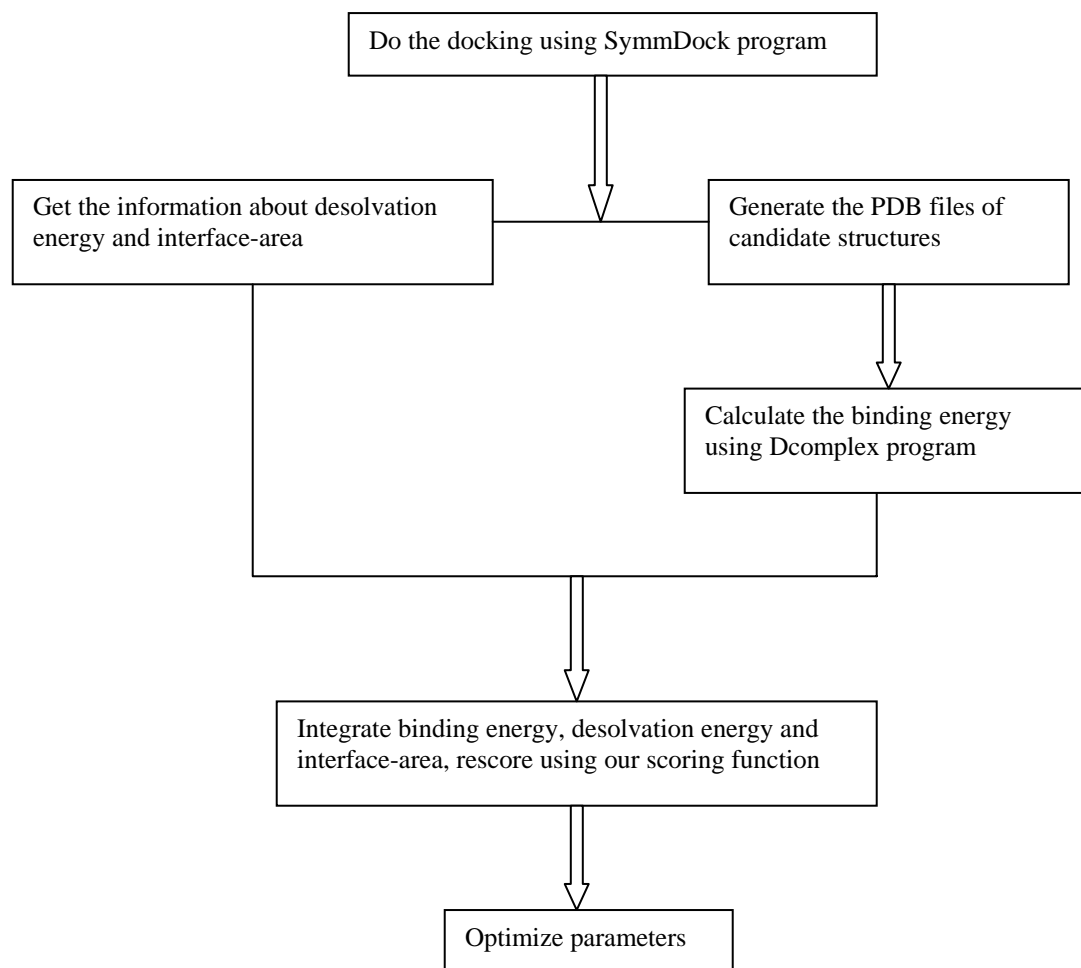 Do the docking using SymmDock program
Get the information about desolvation
energy and interface-area
Generate the PDB files of
candidate structures
Calculate the binding energy
using Dcomplex program
Integrate binding energy, desolvation energy and
interface-area, rescore using our scoring function
Optimize parameters